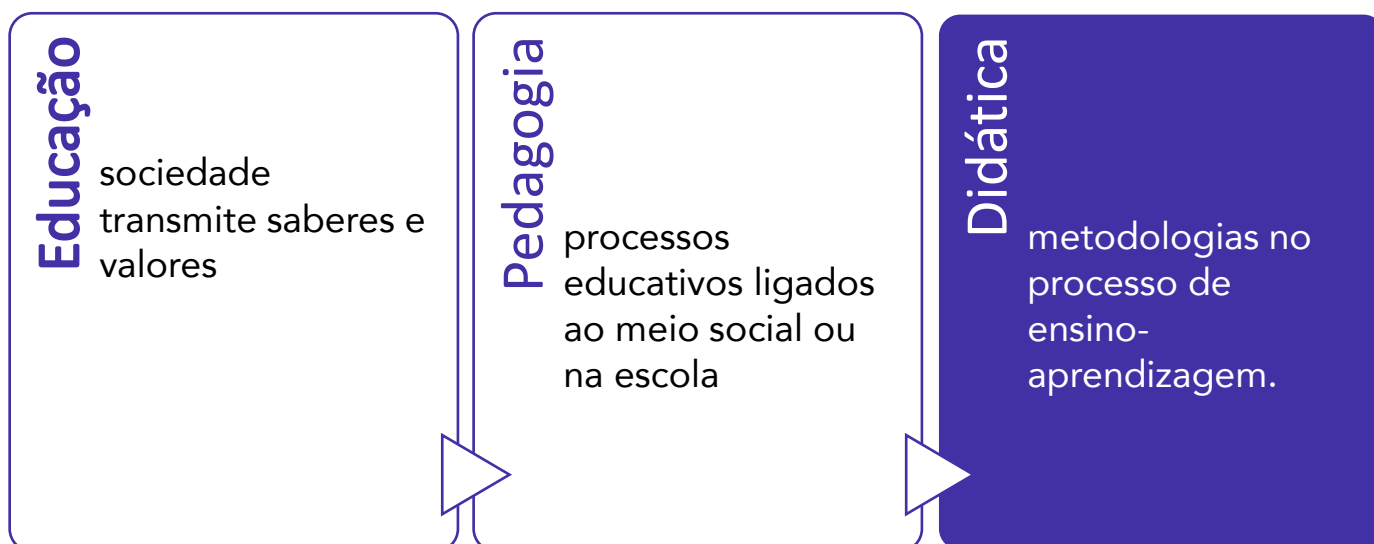 Educação
sociedade
transmite saberes e
valores
Pedagogia
processos
educativos ligados
ao meio social ou
na escola
Didática
metodologias no
processo de
ensino-
aprendizagem.